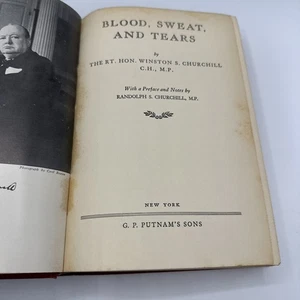 BLOOD, SWEAT,
AND TEARS
by
THE RT. HON. WINSTON S. CHURCHILL
C.H., M.P.
With a Preface and Notes by
RANDOLPH S. CHURCHILL, M.P.
NEW YORK
G. P. PUTNAM'S SONS